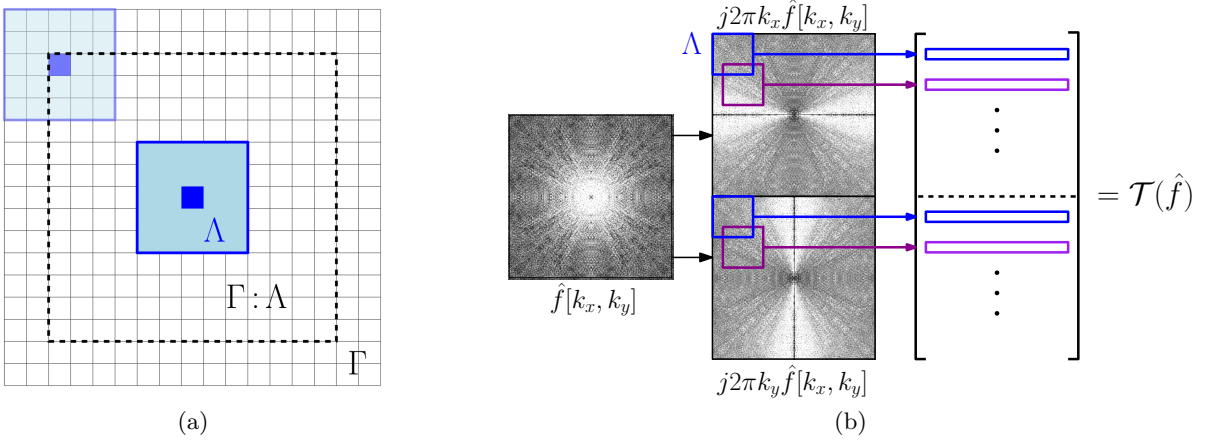 Λ
Γ : Λ
Γ
(a)
f̂[k_x, k_y]
j2πk_x f̂[k_x, k_y]
Λ
j2πk_y f̂[k_x, k_y]
= 𝒯(f̂)
(b)